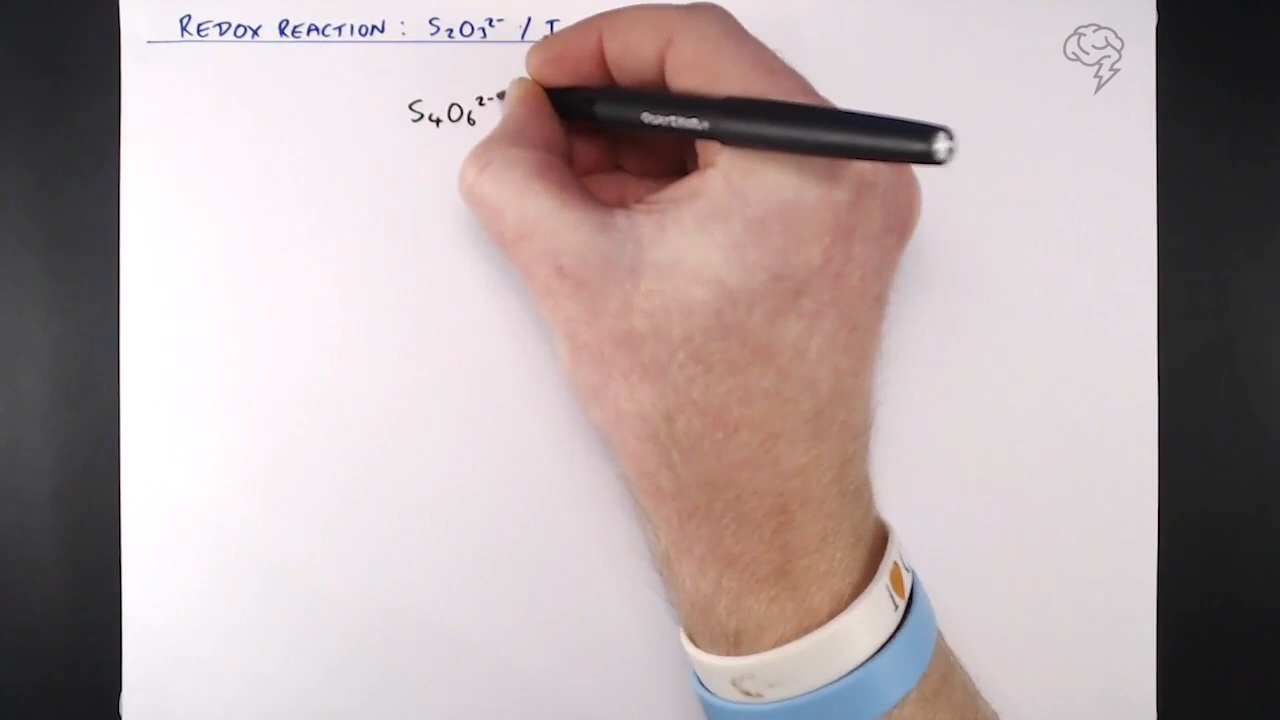 REDOX REACTION : S₂O₃²⁻ / I
S₄O₆²⁻